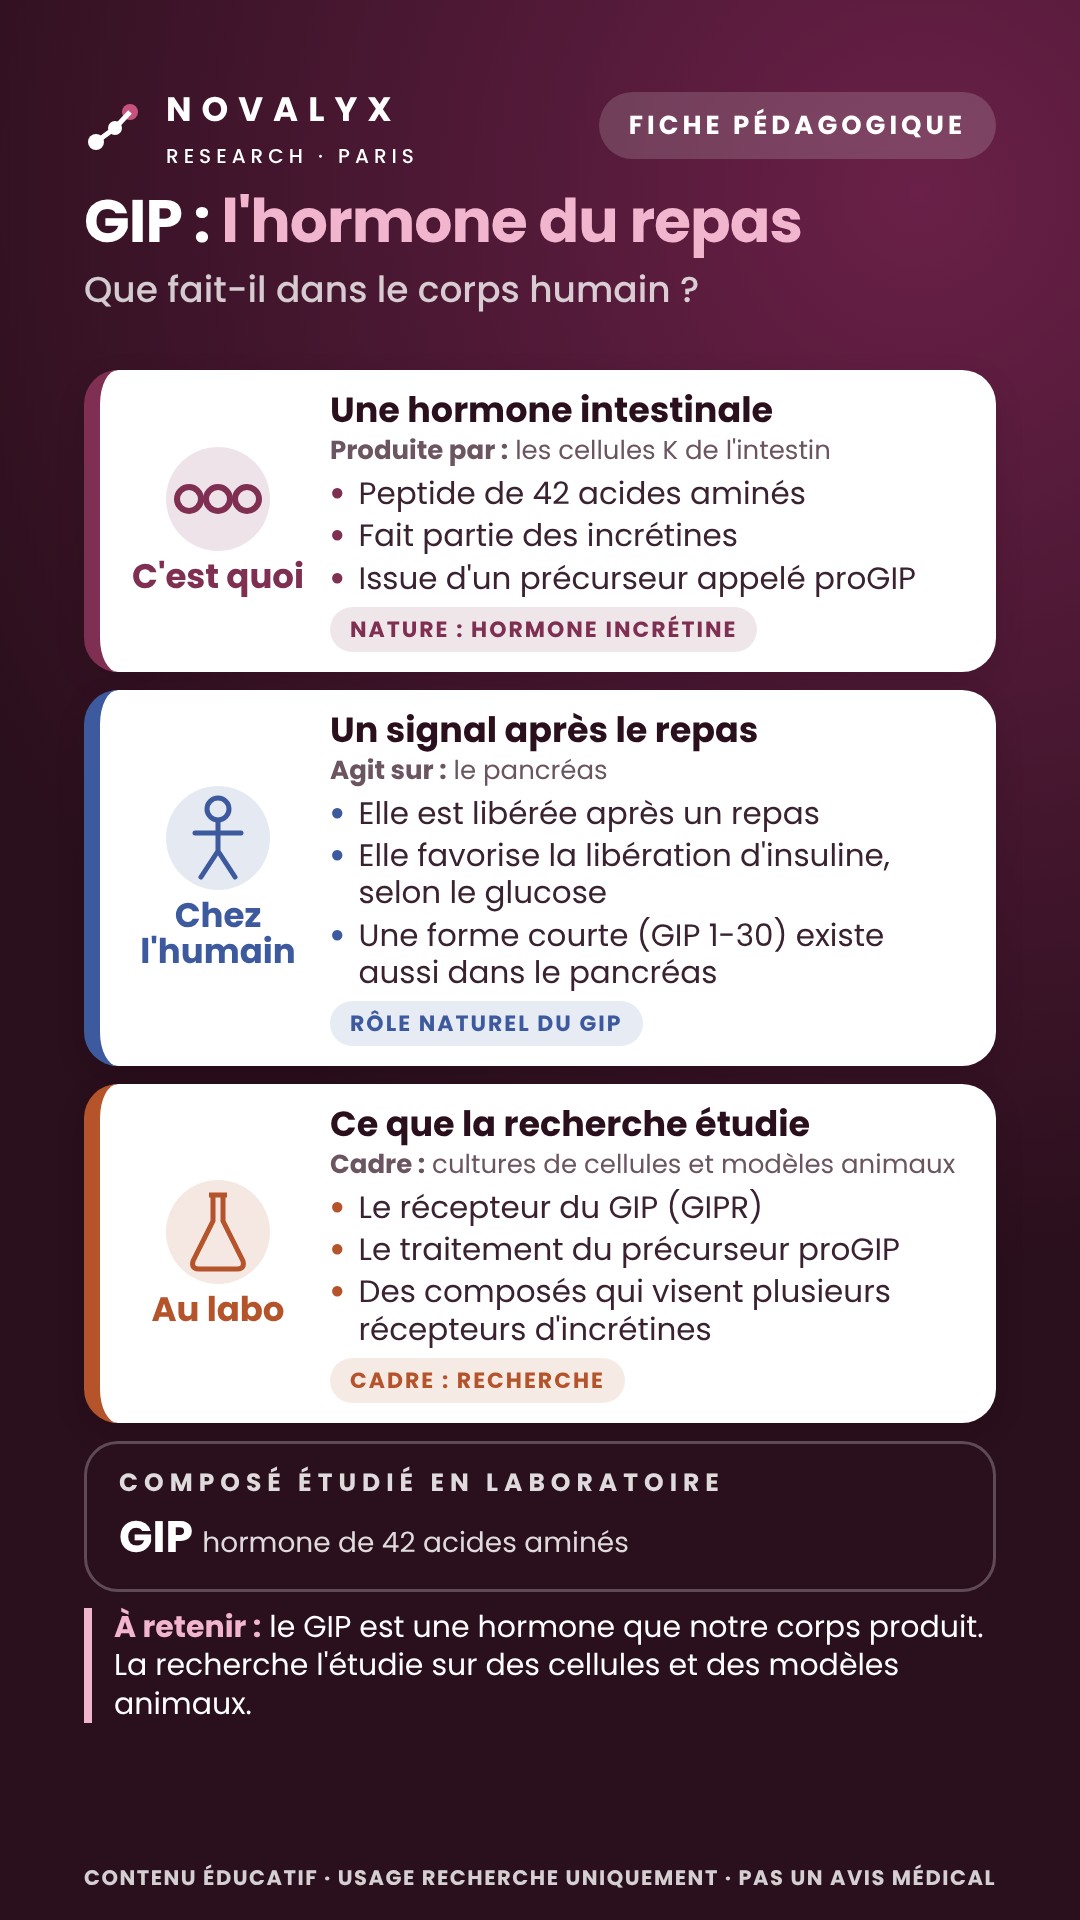 NOVALYX
RESEARCH · PARIS
FICHE PÉDAGOGIQUE
GIP : l'hormone du repas
Que fait-il dans le corps humain ?
C'est quoi
Une hormone intestinale
Produite par : les cellules K de l'intestin
• Peptide de 42 acides aminés
• Fait partie des incrétines
• Issue d'un précurseur appelé proGIP
NATURE : HORMONE INCRÉTINE
Chez
l'humain
Un signal après le repas
Agit sur : le pancréas
• Elle est libérée après un repas
• Elle favorise la libération d'insuline,
selon le glucose
• Une forme courte (GIP 1-30) existe
aussi dans le pancréas
RÔLE NATUREL DU GIP
Au labo
Ce que la recherche étudie
Cadre : cultures de cellules et modèles animaux
• Le récepteur du GIP (GIPR)
• Le traitement du précurseur proGIP
• Des composés qui visent plusieurs
récepteurs d'incrétines
CADRE : RECHERCHE
COMPOSÉ ÉTUDIÉ EN LABORATOIRE
GIP hormone de 42 acides aminés
À retenir : le GIP est une hormone que notre corps produit.
La recherche l'étudie sur des cellules et des modèles
animaux.
CONTENU ÉDUCATIF · USAGE RECHERCHE UNIQUEMENT · PAS UN AVIS MÉDICAL